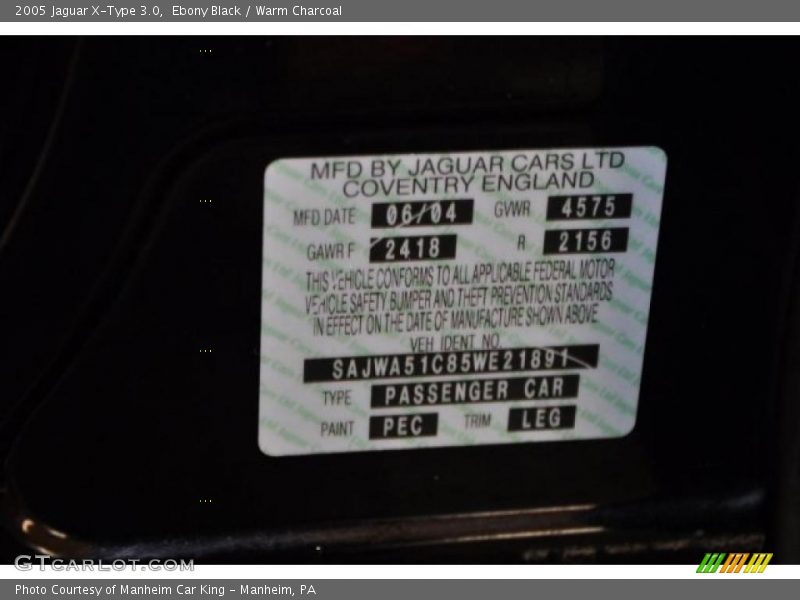 2005 Jaguar X-Type 3.0, Ebony Black / Warm Charcoal
MFD BY JAGUAR CARS LTD
COVENTRY ENGLAND
MFD DATE 06/04 GVWR 4575
GAWR F 2418 R 2156
THIS VEHICLE CONFORMS TO ALL APPLICABLE FEDERAL MOTOR
VEHICLE SAFETY BUMPER AND THEFT PREVENTION STANDARDS
IN EFFECT ON THE DATE OF MANUFACTURE SHOWN ABOVE
VEH IDENT NO.
SAJWA51C85WE21891
TYPE PASSENGER CAR
PAINT PEC TRIM LEG
GTCARLOT.COM
Photo Courtesy of Manheim Car King - Manheim, PA